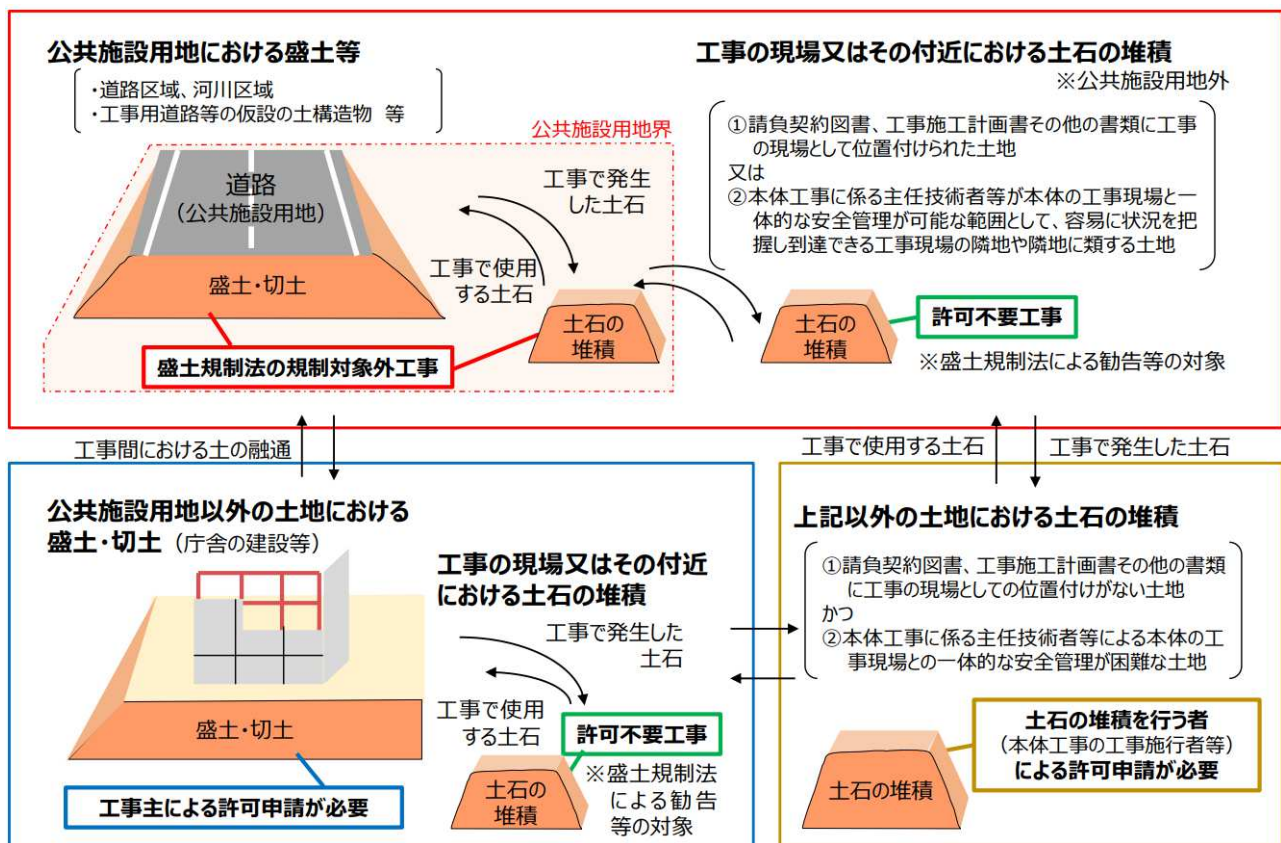 公共施設用地における盛土等
・道路区域、河川区域
・工事用道路等の仮設の土構造物 等
公共施設用地界
道路
（公共施設用地）
盛土・切土
工事で発生
した土石
工事で使用
する土石
土石の
堆積
盛土規制法の規制対象外工事
工事の現場又はその付近における土石の堆積
※公共施設用地外
①請負契約図書、工事施工計画書その他の書類に工事
の現場として位置付けられた土地
又は
②本体工事に係る主任技術者等が本体の工事現場と一
体的な安全管理が可能な範囲として、容易に状況を把
握し到達できる工事現場の隣地や隣地に類する土地
土石の
堆積
許可不要工事
※盛土規制法による勧告等の対象
工事間における土の融通
工事で使用する土石
工事で発生した土石
公共施設用地以外の土地における
盛土・切土（庁舎の建設等）
盛土・切土
工事主による許可申請が必要
工事の現場又はその付近
における土石の堆積
工事で発生した
土石
工事で使用
する土石
許可不要工事
土石の
堆積
※盛土規制法
による勧告
等の対象
上記以外の土地における土石の堆積
①請負契約図書、工事施工計画書その他の書類
に工事の現場としての位置付けがない土地
かつ
②本体工事に係る主任技術者等による本体の工
事現場との一体的な安全管理が困難な土地
土石の堆積
土石の堆積を行う者
（本体工事の工事施行者等）
による許可申請が必要